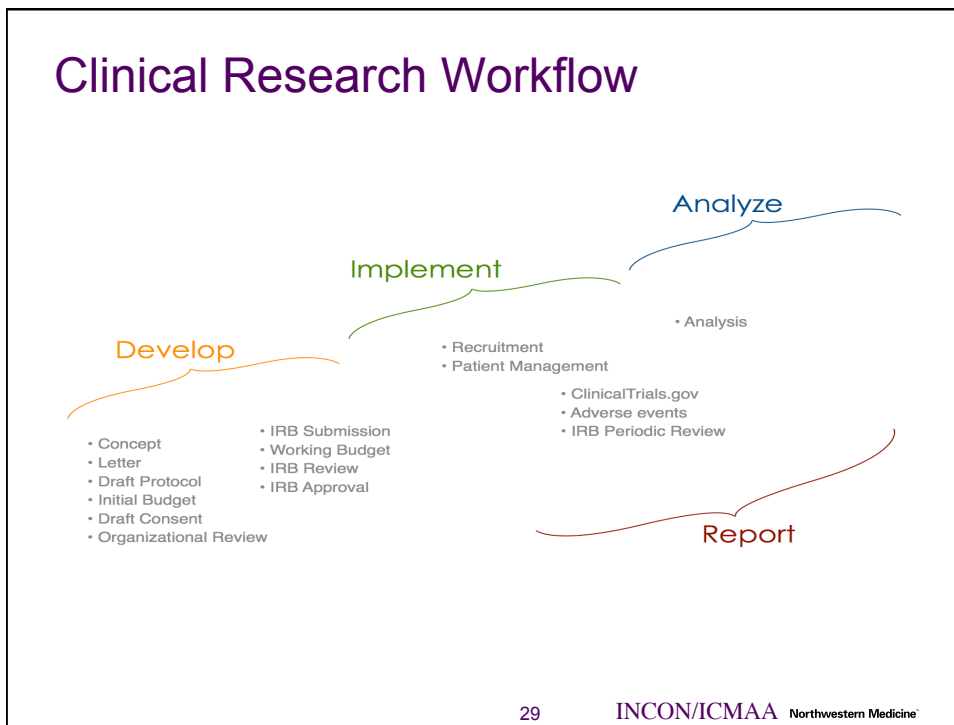 Clinical Research Workflow
Analyze
Implement
• Analysis
Develop
• Recruitment
• Patient Management
• ClinicalTrials.gov
• Adverse events
• IRB Periodic Review
• Concept
• Letter
• Draft Protocol
• Initial Budget
• Draft Consent
• Organizational Review
• IRB Submission
• Working Budget
• IRB Review
• IRB Approval
Report
29 INCON/ICMAA Northwestern Medicine